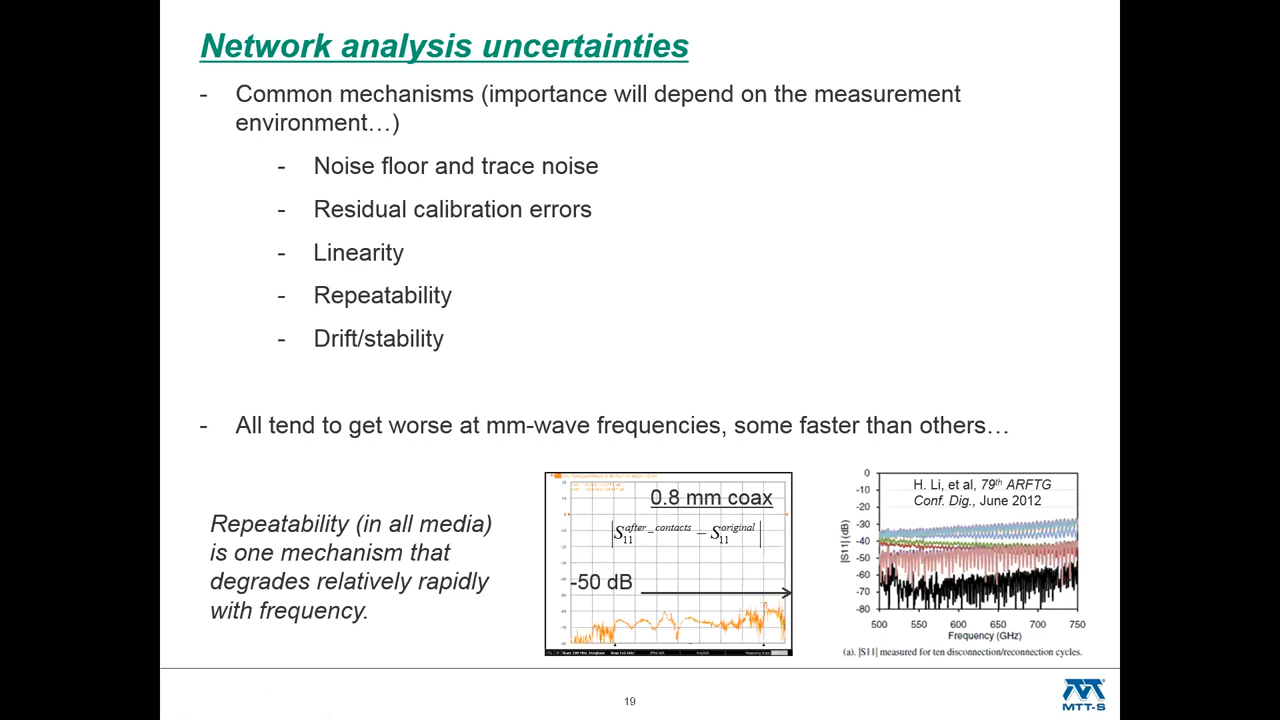 Network analysis uncertainties
- Common mechanisms (importance will depend on the measurement
environment…)
- Noise floor and trace noise
- Residual calibration errors
- Linearity
- Repeatability
- Drift/stability
- All tend to get worse at mm-wave frequencies, some faster than others…
Repeatability (in all media)
is one mechanism that
degrades relatively rapidly
with frequency.
0.8 mm coax
|S11^after_contacts – S11^original|
-50 dB
H. Li, et al, 79th ARFTG
Conf. Dig., June 2012
|S11| (dB)
0
-10
-20
-30
-40
-50
-60
-70
-80
500 550 600 650 700 750
Frequency (GHz)
(a). |S11| measured for ten disconnection/reconnection cycles.
19
MTT-S